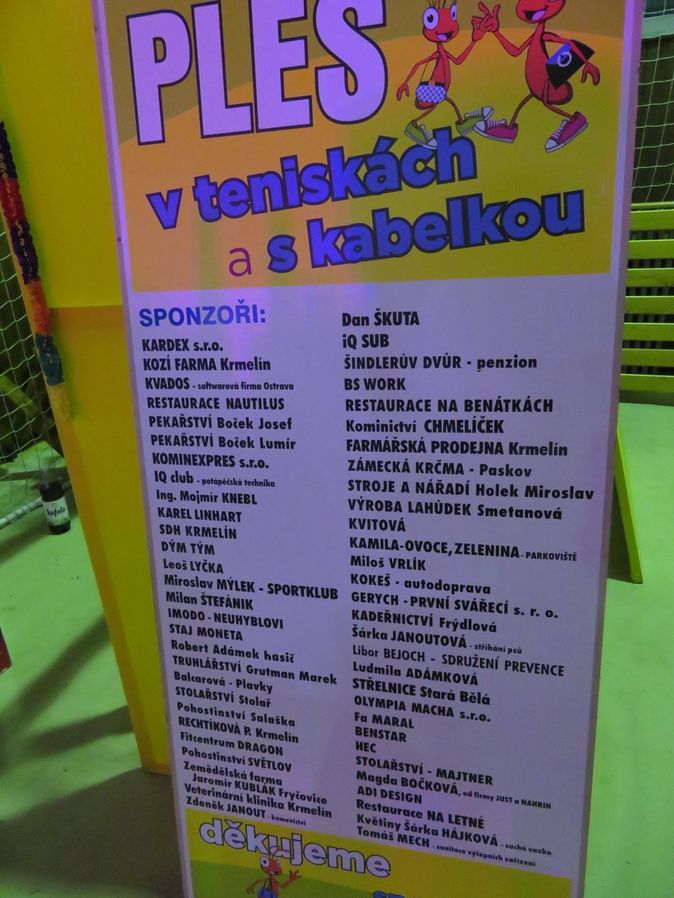 PLES
v teniskách
a s kabelkou
SPONZOŘI:
KARDEX s.r.o.
KOZÍ FARMA Krmelín
KVADOS - softwarová firma Ostrava
RESTAURACE NAUTILUS
PEKAŘSTVÍ Boček Josef
PEKAŘSTVÍ Boček Lumír
KOMINEXPRES s.r.o.
IQ club - potápěčská technika
Ing. Mojmír KNEBL
KAREL LINHART
SDH KRMELÍN
DÝM TÝM
Leoš LYČKA
Miroslav MÝLEK - SPORTKLUB
Milan ŠTEFÁNIK
IMODO - NEUHYBLOVI
STAJ MONETA
Robert Adámek hasič
TRUHLÁŘSTVÍ Grutman Marek
Balcarová - Plavky
STOLAŘSTVÍ Stolař
Pohostinství Salaška
RECHTÍKOVÁ P. Krmelín
Fitcentrum DRAGON
Pohostinství SVĚTLOV
Zemědělská farma
Jaromír KUBLÁK Fryčovice
Veterinární klinika Krmelín
Zdeněk JANOUT - kamenictví
Dan ŠKUTA
iQ SUB
ŠINDLERŮV DVŮR - penzion
BS WORK
RESTAURACE NA BENÁTKÁCH
Kominictví CHMELÍČEK
FARMÁŘSKÁ PRODEJNA Krmelín
ZÁMECKÁ KRČMA - Paskov
STROJE A NÁŘADÍ Holek Miroslav
VÝROBA LAHŮDEK Smetanová
KVITOVÁ
KAMILA-OVOCE, ZELENINA - PARKOVIŠTĚ
Miloš VRLÍK
KOKEŠ - autodoprava
GERYCH - PRVNÍ SVÁŘECÍ s. r. o.
KADEŘNICTVÍ Frýdlová
Šárka JANOUTOVÁ - stříhání psů
Libor BEJOCH - SDRUŽENÍ PREVENCE
Ludmila ADÁMKOVÁ
STŘELNICE Stará Bělá
OLYMPIA MACHA s.r.o.
Fa MARAL
BENSTAR
HEC
STOLAŘSTVÍ - MAJTNER
Magda BOČKOVÁ, od firmy JUST a NAHRIN
ADI DESIGN
Restaurace NA LETNÉ
Květiny Šárka HÁJKOVÁ - suchá vazba
Tomáš MECH - sanitace výčepních zařízení
děkujeme
kofola